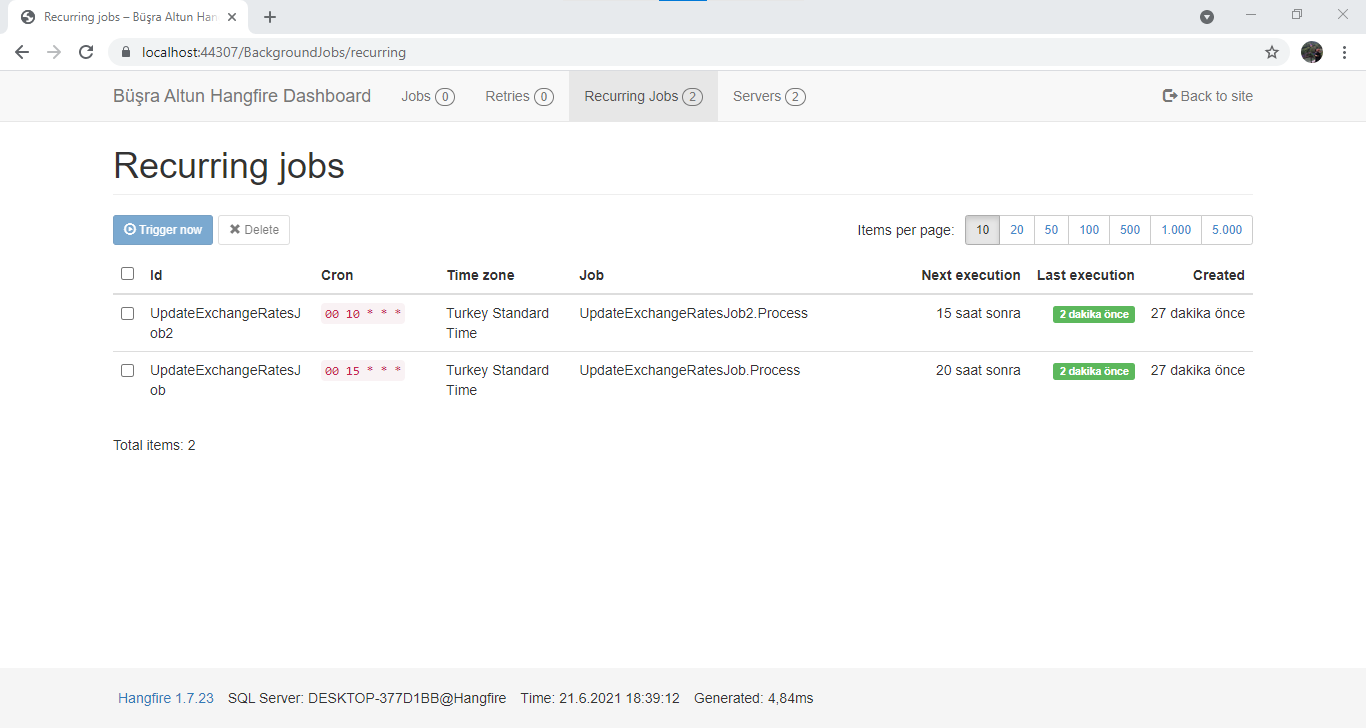 Recurring jobs – Büşra Altun Han
localhost:44307/BackgroundJobs/recurring
Büşra Altun Hangfire Dashboard Jobs 0 Retries 0 Recurring Jobs 2 Servers 2 Back to site
Recurring jobs
Trigger now Delete Items per page: 10 20 50 100 500 1.000 5.000
Id Cron Time zone Job Next execution Last execution Created
UpdateExchangeRatesJ 00 10 * * * Turkey Standard UpdateExchangeRatesJob2.Process 15 saat sonra 2 dakika önce 27 dakika önce
ob2 Time
UpdateExchangeRatesJ 00 15 * * * Turkey Standard UpdateExchangeRatesJob.Process 20 saat sonra 2 dakika önce 27 dakika önce
ob Time
Total items: 2
Hangfire 1.7.23 SQL Server: DESKTOP-377D1BB@Hangfire Time: 21.6.2021 18:39:12 Generated: 4,84ms